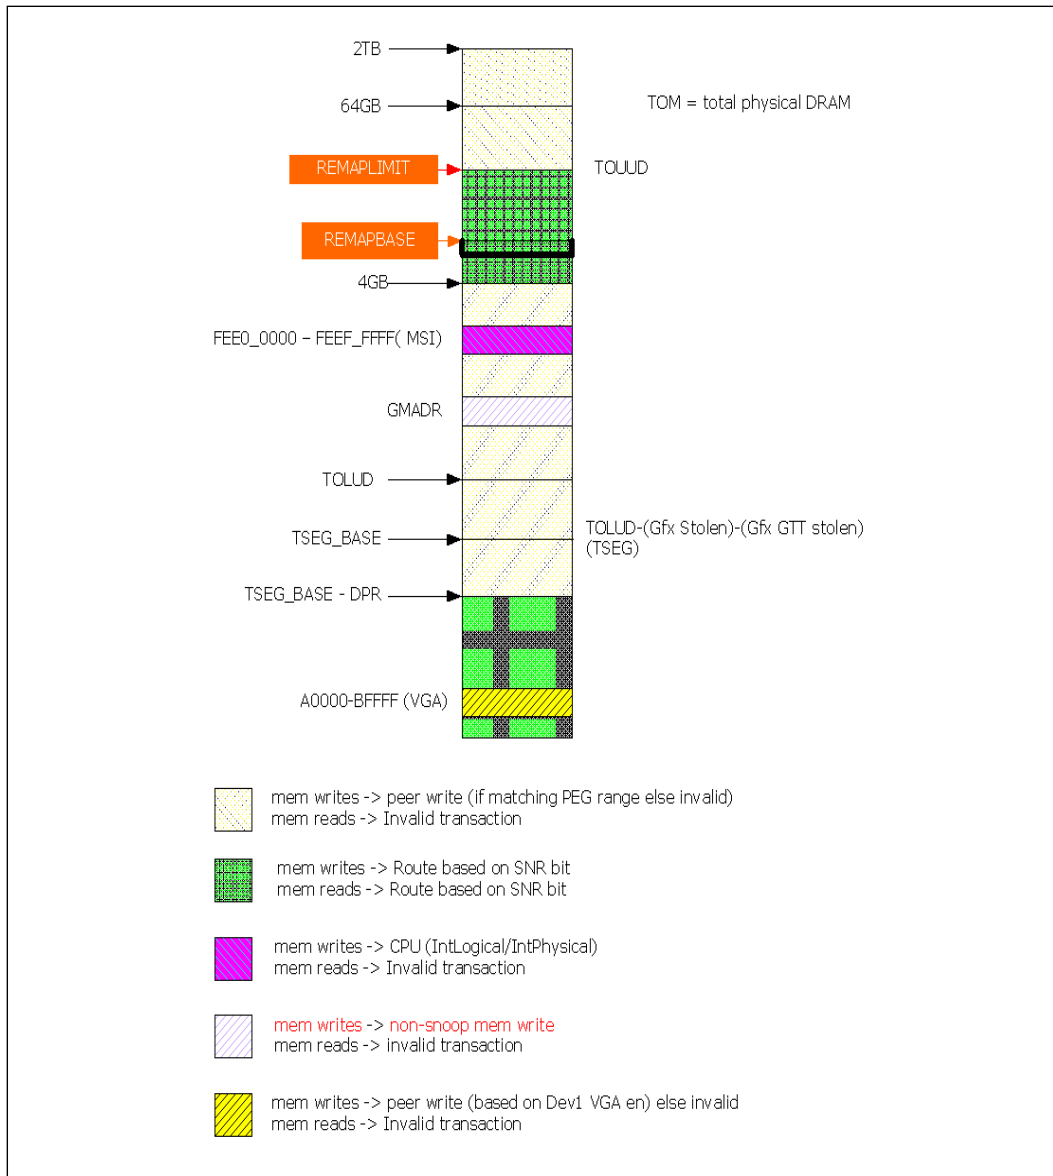 2TB
64GB
TOM = total physical DRAM
REMAPLIMIT
TOUUD
REMAPBASE
4GB
FEE0_0000 – FEEF_FFFF( MSI)
GMADR
TOLUD
TSEG_BASE
TOLUD-(Gfx Stolen)-(Gfx GTT stolen)
(TSEG)
TSEG_BASE - DPR
A0000-BFFFF (VGA)
mem writes -> peer write (if matching PEG range else invalid)
mem reads -> Invalid transaction
mem writes -> Route based on SNR bit
mem reads -> Route based on SNR bit
mem writes -> CPU (IntLogical/IntPhysical)
mem reads -> Invalid transaction
mem writes -> non-snoop mem write
mem reads -> invalid transaction
mem writes -> peer write (based on Dev1 VGA en) else invalid
mem reads -> Invalid transaction